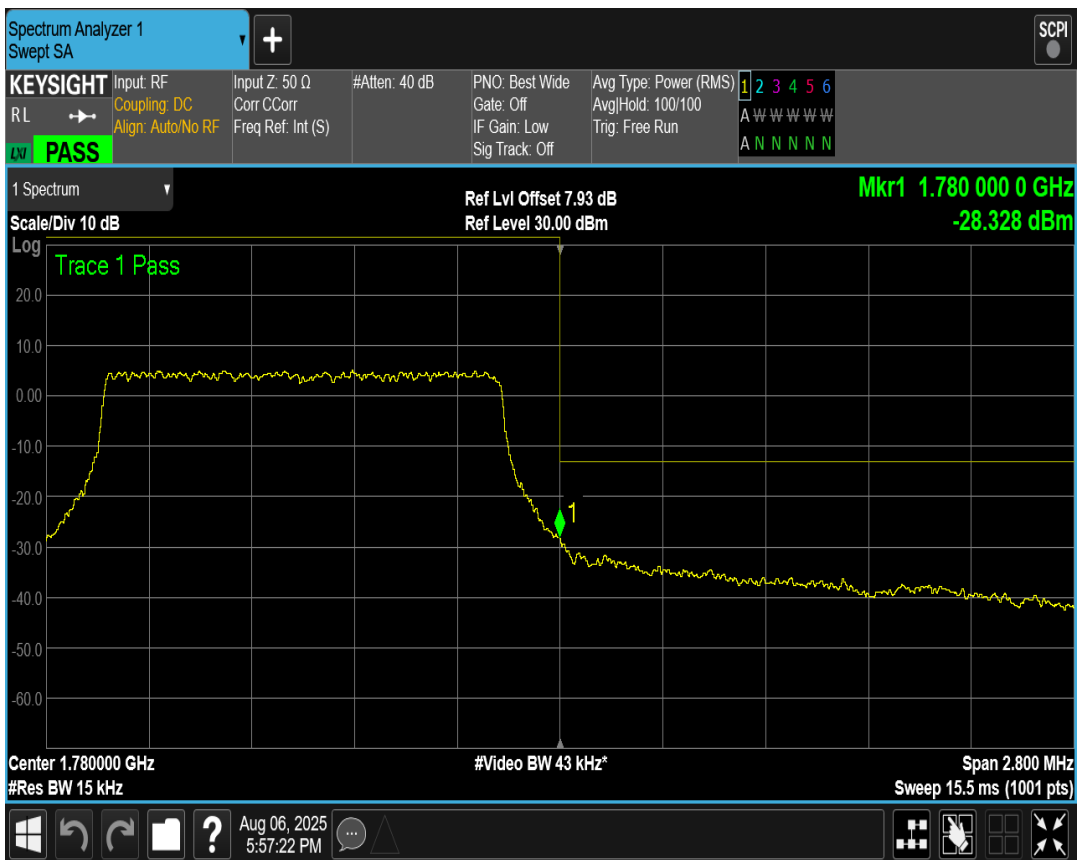 Spectrum Analyzer 1
Swept SA
+
SCPI
KEYSIGHT
RL
LXI PASS
Input: RF
Coupling: DC
Align: Auto/No RF
Input Z: 50 Ω
Corr CCorr
Freq Ref: Int (S)
#Atten: 40 dB
PNO: Best Wide
Gate: Off
IF Gain: Low
Sig Track: Off
Avg Type: Power (RMS)
Avg|Hold: 100/100
Trig: Free Run
1 2 3 4 5 6
A W W W W W
A N N N N N
1 Spectrum
Scale/Div 10 dB
Ref Lvl Offset 7.93 dB
Ref Level 30.00 dBm
Mkr1 1.780 000 0 GHz
-28.328 dBm
Log
Trace 1 Pass
20.0
10.0
0.00
-10.0
-20.0
1
-30.0
-40.0
-50.0
-60.0
Center 1.780000 GHz
#Video BW 43 kHz*
Span 2.800 MHz
#Res BW 15 kHz
Sweep 15.5 ms (1001 pts)
?
Aug 06, 2025
5:57:22 PM